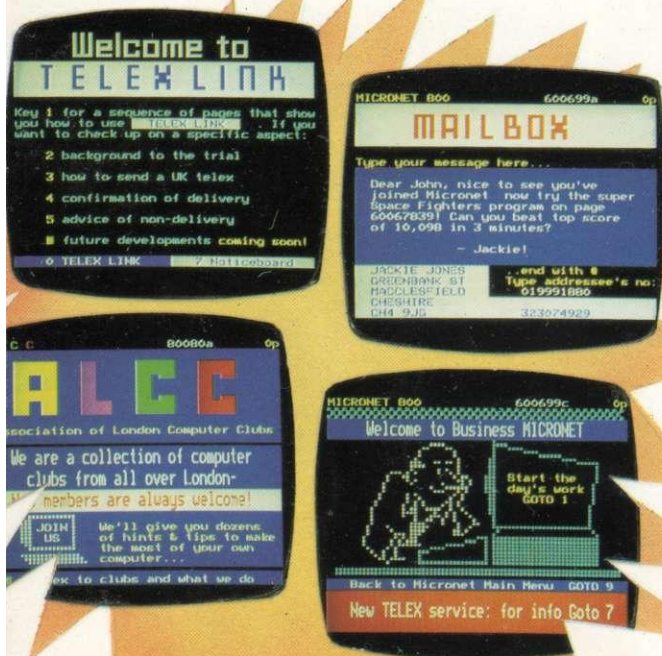 Welcome to
TELEX LINK
Key 1 for a sequence of pages that show
you how to use TELEX LINK . If you
want to check up on a specific aspect:
2 background to the trial
3 how to send a UK telex
4 confirmation of delivery
5 advice of non-delivery
future developments coming soon!
0 TELEX LINK 7 Noticeboard
MICRONET 800 600699a 0p
MAILBOX
Type your message here...
Dear John, nice to see you've
joined Micronet now try the super
Space Fighters program on page
60067839! Can you beat top score
of 10,098 in 3 minutes?
- Jackie!
JACKIE JONES
GREENBANK ST
MACCLESFIELD
CHESHIRE
CH4 9JG
..end with #
Type addressee's no:
019991880
323074929
C C 80080a 0p
ALCC
ssociation of London Computer Clubs
We are a collection of computer
clubs from all over London-
members are always welcome!
JOIN
US
We'll give you dozens
of hints & tips to make
the most of your own
computer...
ex to clubs and what we do
MICRONET 800 600699c 0p
Welcome to Business MICRONET
Start the
day's work
GOTO 1
Back to Micronet Main Menu GOTO 9
New TELEX service: for info Goto 7